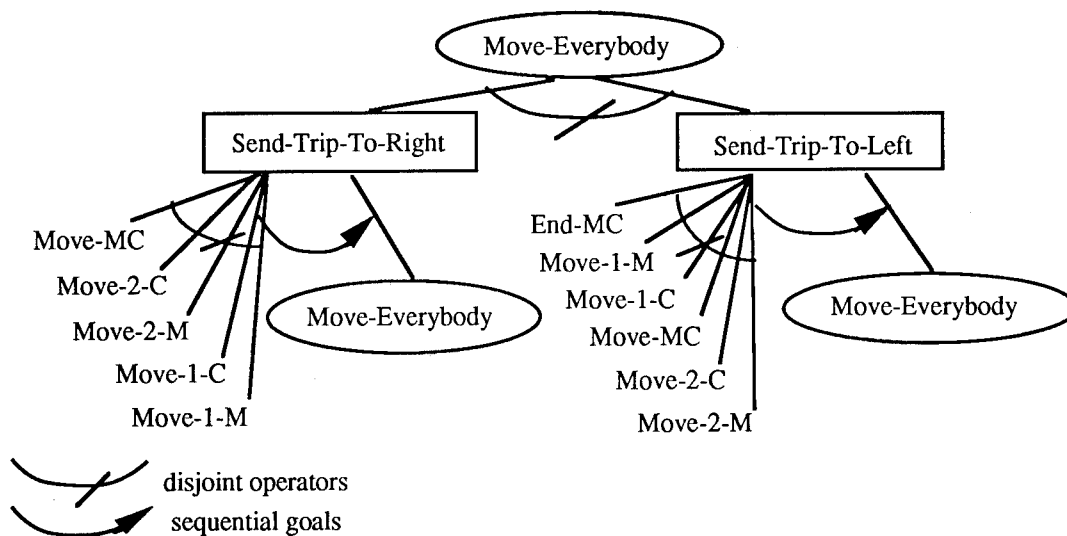 Move-Everybody
Send-Trip-To-Right
Move-MC
Move-2-C
Move-2-M
Move-1-C
Move-1-M
Move-Everybody
Send-Trip-To-Left
End-MC
Move-1-M
Move-1-C
Move-MC
Move-2-C
Move-2-M
Move-Everybody
disjoint operators
sequential goals